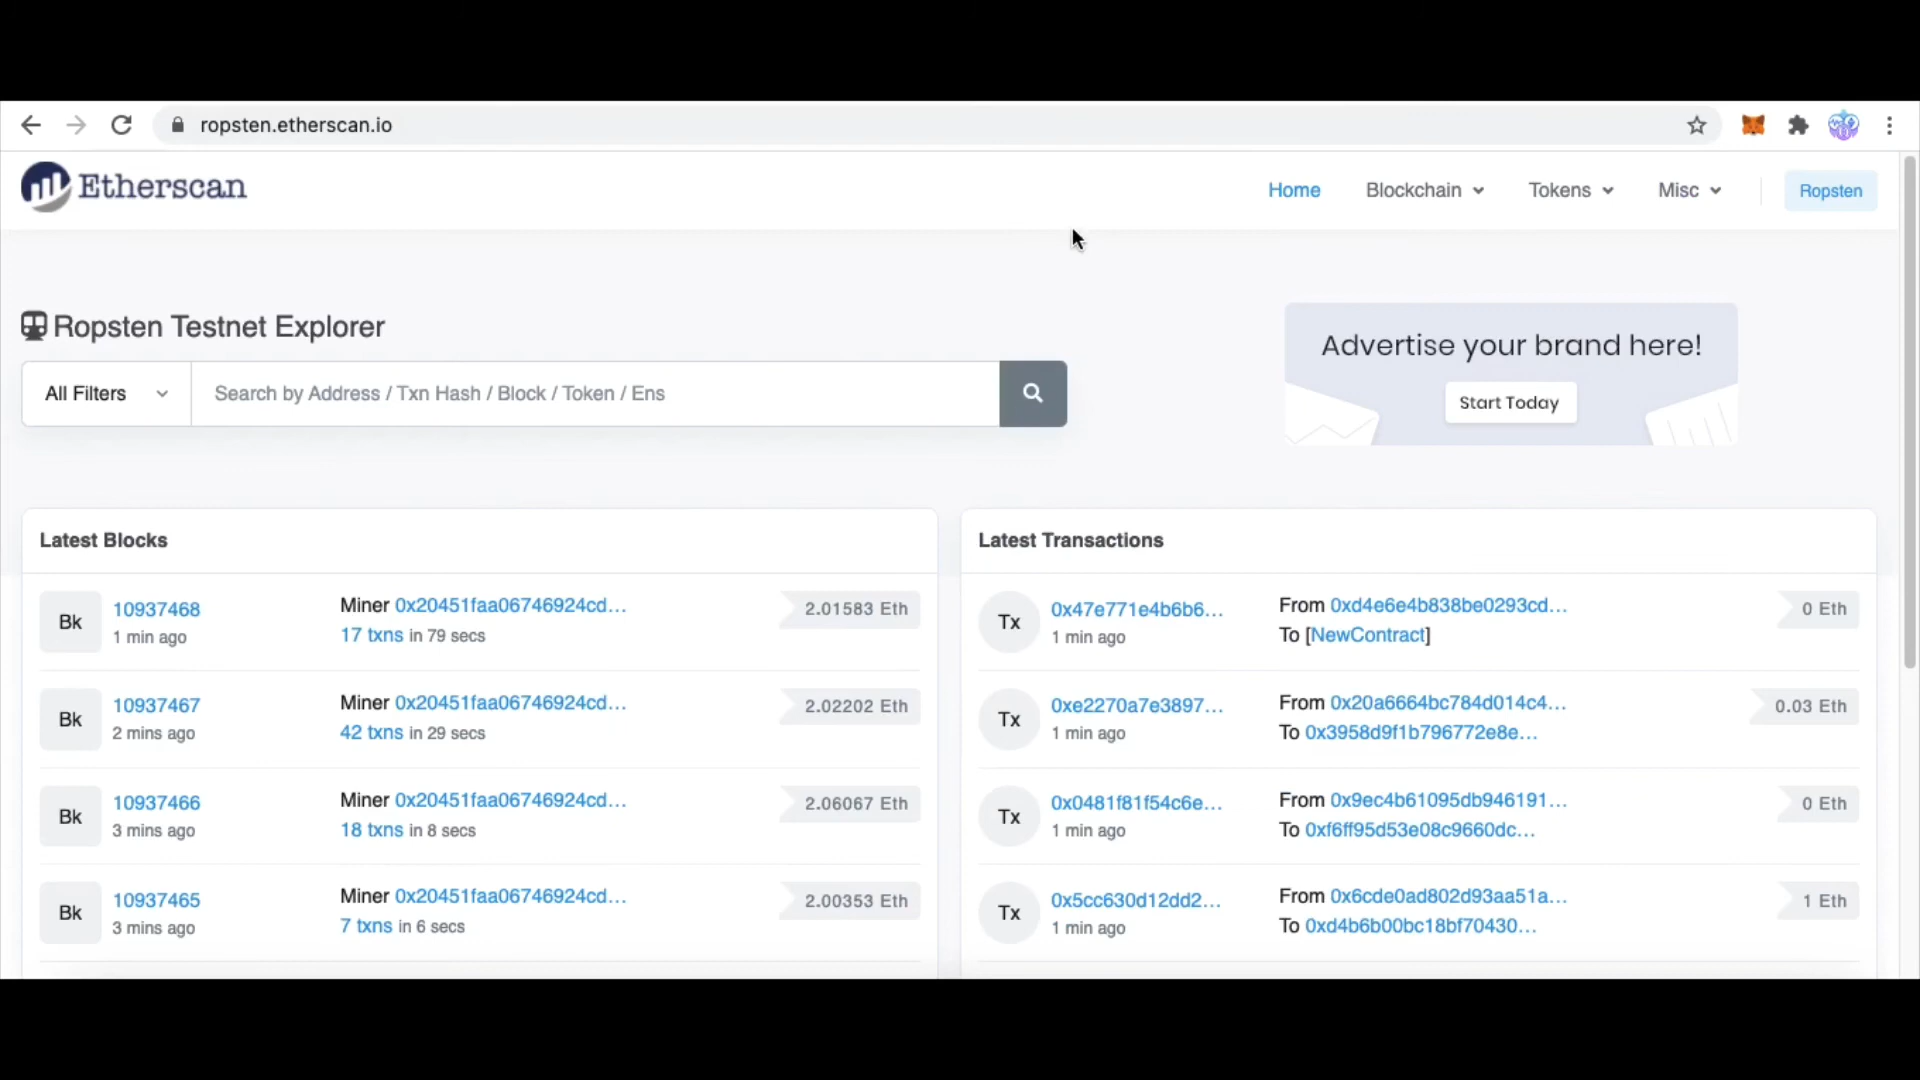 ropsten.etherscan.io
Etherscan
Home Blockchain Tokens Misc Ropsten
Ropsten Testnet Explorer
All Filters Search by Address / Txn Hash / Block / Token / Ens
Advertise your brand here!
Start Today
Latest Blocks
Bk 10937468 Miner 0x20451faa06746924cd... 2.01583 Eth
1 min ago 17 txns in 79 secs
Bk 10937467 Miner 0x20451faa06746924cd... 2.02202 Eth
2 mins ago 42 txns in 29 secs
Bk 10937466 Miner 0x20451faa06746924cd... 2.06067 Eth
3 mins ago 18 txns in 8 secs
Bk 10937465 Miner 0x20451faa06746924cd... 2.00353 Eth
3 mins ago 7 txns in 6 secs
Latest Transactions
Tx 0x47e771e4b6b6... From 0xd4e6e4b838be0293cd... 0 Eth
1 min ago To [NewContract]
Tx 0xe2270a7e3897... From 0x20a6664bc784d014c4... 0.03 Eth
1 min ago To 0x3958d9f1b796772e8e...
Tx 0x0481f81f54c6e... From 0x9ec4b61095db946191... 0 Eth
1 min ago To 0xf6ff95d53e08c9660dc...
Tx 0x5cc630d12dd2... From 0x6cde0ad802d93aa51a... 1 Eth
1 min ago To 0xd4b6b00bc18bf70430...